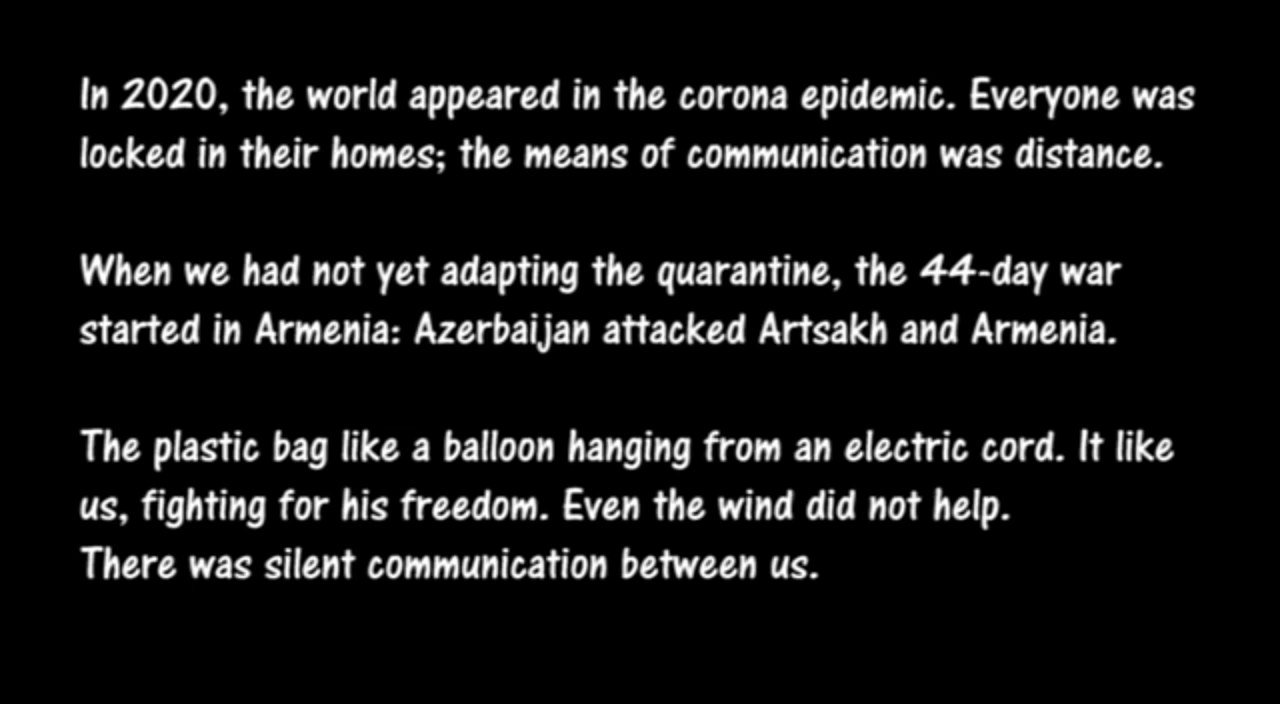 In 2020, the world appeared in the corona epidemic. Everyone was
locked in their homes; the means of communication was distance.
When we had not yet adapting the quarantine, the 44-day war
started in Armenia: Azerbaijan attacked Artsakh and Armenia.
The plastic bag like a balloon hanging from an electric cord. It like
us, fighting for his freedom. Even the wind did not help.
There was silent communication between us.